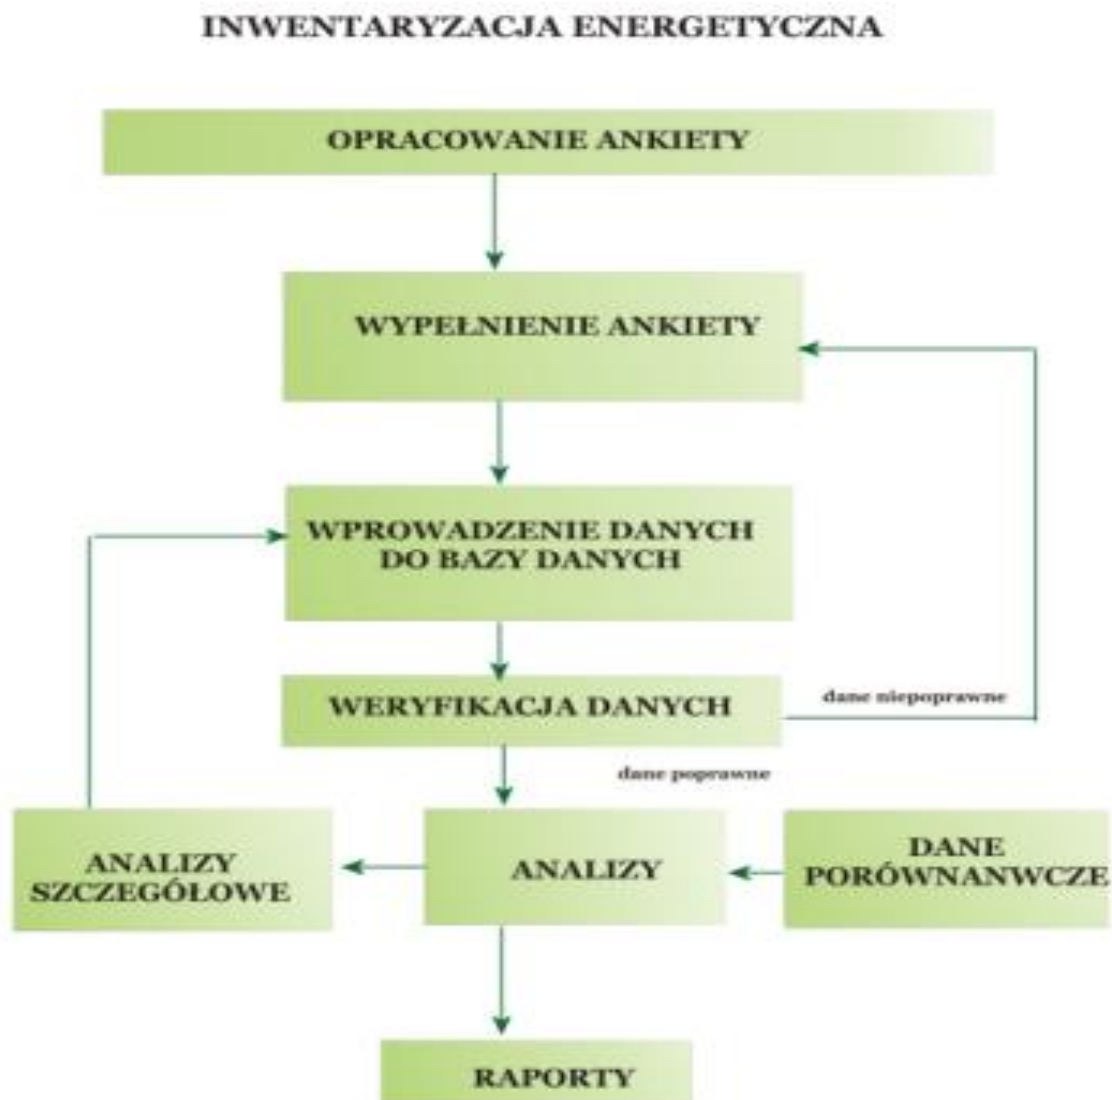 INWENTARYZACJA ENERGETYCZNA
OPRACOWANIE ANKIETY
WYPEŁNIENIE ANKIETY
WPROWADZENIE DANYCH
DO BAZY DANYCH
WERYFIKACJA DANYCH
dane niepoprawne
dane poprawne
ANALIZY
SZCZEGÓŁOWE
ANALIZY
DANE
PORÓWNANWCZE
RAPORTY